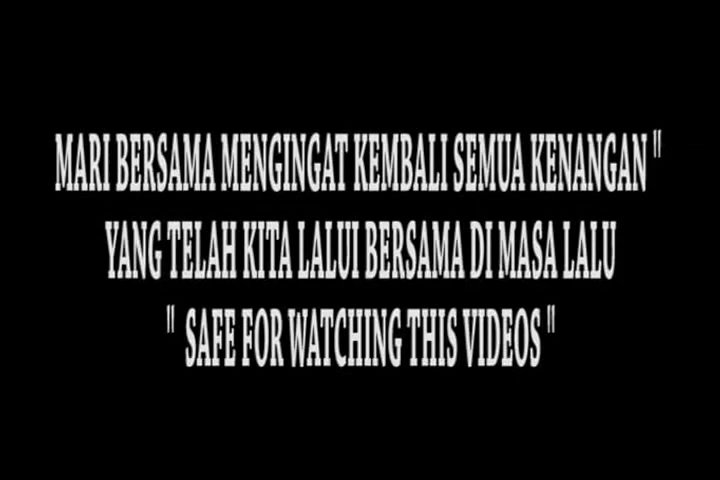 MARI BERSAMA MENGINGAT KEMBALI SEMUA KENANGAN "
YANG TELAH KITA LALUI BERSAMA DI MASA LALU
" SAFE FOR WATCHING THIS VIDEOS "